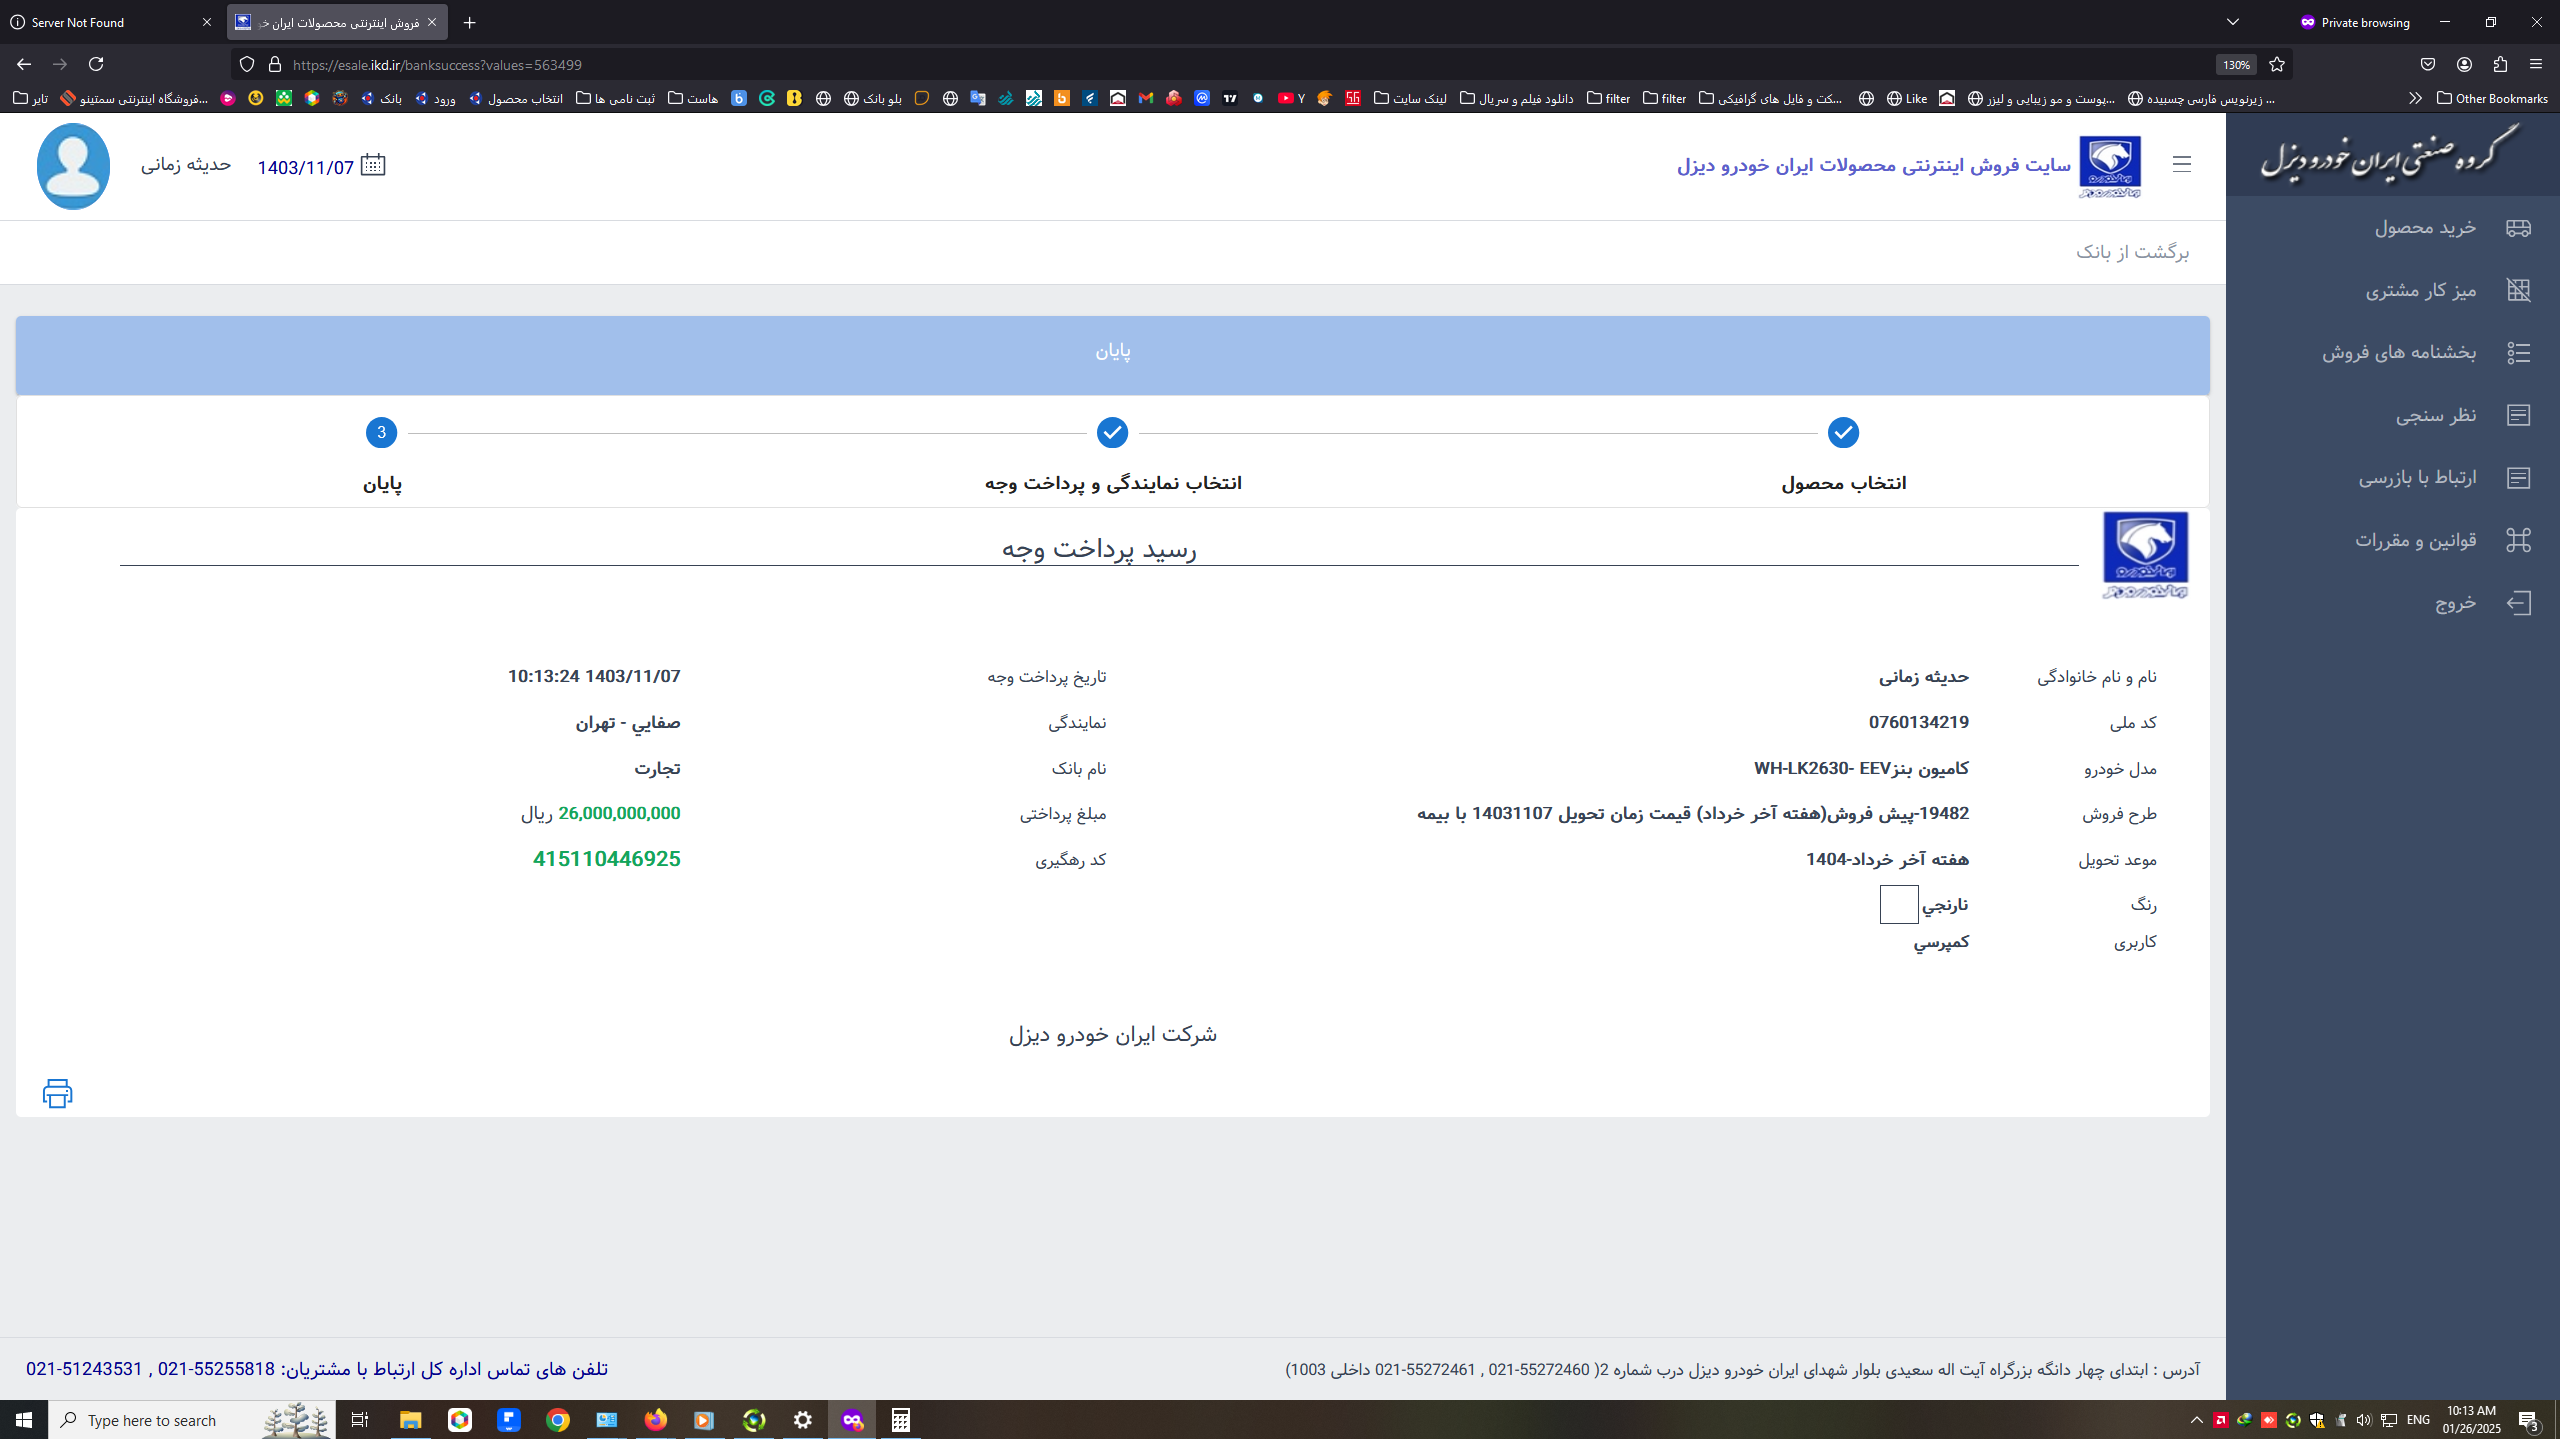 Server Not Found
فروش اینترنتی محصولات ایران خو
Private browsing
https://esale.ikd.ir/banksuccess?values=563499
130%
تایر
فروشگاه اینترنتی سمتینو...
بانک
ورود
انتخاب محصول
ثبت نامی ها
هاست
بلو بانک
Y
لینک سایت
دانلود فیلم و سریال
filter
filter
کت و فایل های گرافیکی...
Like
پوست و مو زیبایی و لیزر...
زیرنویس فارسی چسبیده ...
Other Bookmarks
گروه صنعتی ایران خودرو دیزل
سایت فروش اینترنتی محصولات ایران خودرو دیزل
1403/11/07
حدیثه زمانی
خرید محصول
میز کار مشتری
بخشنامه های فروش
نظر سنجی
ارتباط با بازرسی
قوانین و مقررات
خروج
برگشت از بانک
پایان
3
انتخاب محصول
انتخاب نمایندگی و پرداخت وجه
پایان
رسید پرداخت وجه
نام و نام خانوادگی حدیثه زمانی
تاریخ پرداخت وجه 1403/11/07 10:13:24
کد ملی 0760134219
نمایندگی صفايي - تهران
مدل خودرو کامیون بنزWH-LK2630- EEV
نام بانک تجارت
طرح فروش 19482-پیش فروش(هفته آخر خرداد) قیمت زمان تحویل 14031107 با بیمه
مبلغ پرداختی 26,000,000,000 ریال
موعد تحویل هفته آخر خرداد-1404
کد رهگیری 415110446925
رنگ نارنجي
کاربری کمپرسي
شرکت ایران خودرو دیزل
آدرس : ابتدای چهار دانگه بزرگراه آیت اله سعیدی بلوار شهدای ایران خودرو دیزل درب شماره 2( 55272460-021 , 55272461-021 داخلی 1003)
تلفن های تماس اداره کل ارتباط با مشتریان: 55255818-021 , 51243531-021
Type here to search
ENG
10:13 AM
01/26/2025
3